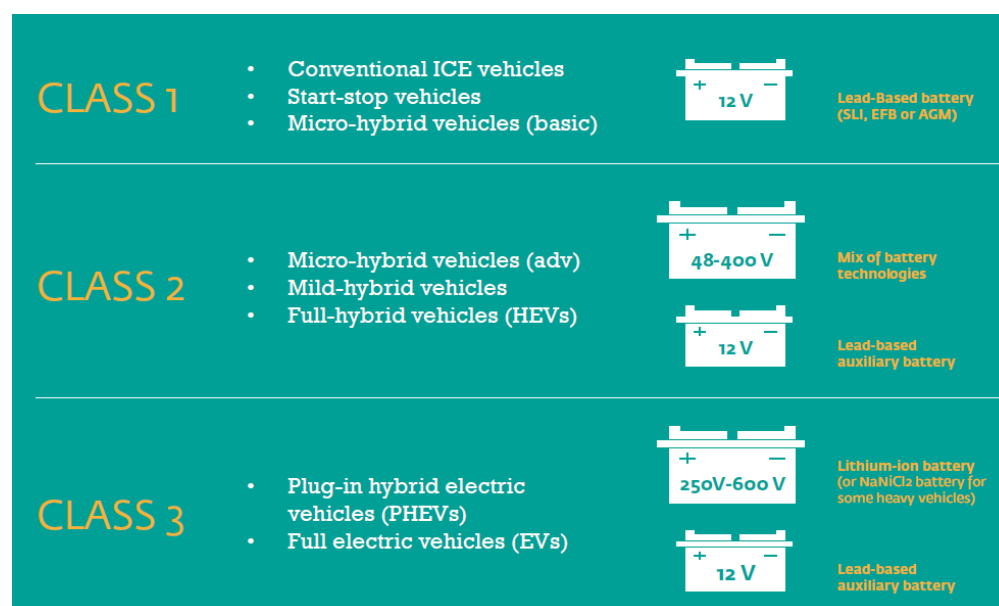 CLASS 1
• Conventional ICE vehicles
• Start-stop vehicles
• Micro-hybrid vehicles (basic)
+ −
12 V
Lead-Based battery
(SLI, EFB or AGM)
CLASS 2
• Micro-hybrid vehicles (adv)
• Mild-hybrid vehicles
• Full-hybrid vehicles (HEVs)
+ −
48-400 V
Mix of battery
technologies
+ −
12 V
Lead-based
auxiliary battery
CLASS 3
• Plug-in hybrid electric
vehicles (PHEVs)
• Full electric vehicles (EVs)
+ −
250V-600 V
Lithium-ion battery
(or NaNiCl2 battery for
some heavy vehicles)
+ −
12 V
Lead-based
auxiliary battery